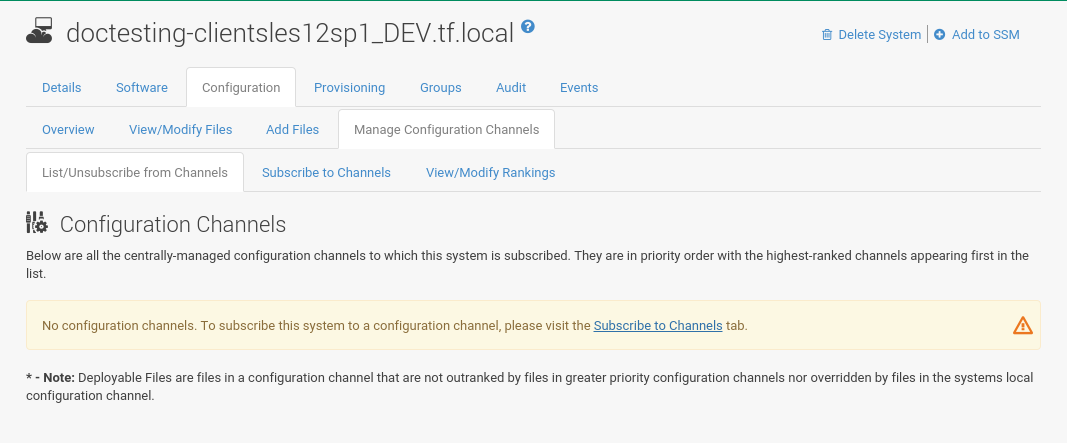 doctesting-clientsles12sp1_DEV.tf.local ?
Delete System | Add to SSM
Details Software Configuration Provisioning Groups Audit Events
Overview View/Modify Files Add Files Manage Configuration Channels
List/Unsubscribe from Channels Subscribe to Channels View/Modify Rankings
Configuration Channels
Below are all the centrally-managed configuration channels to which this system is subscribed. They are in priority order with the highest-ranked channels appearing first in the
list.
No configuration channels. To subscribe this system to a configuration channel, please visit the Subscribe to Channels tab.
* - Note: Deployable Files are files in a configuration channel that are not outranked by files in greater priority configuration channels nor overridden by files in the systems local
configuration channel.